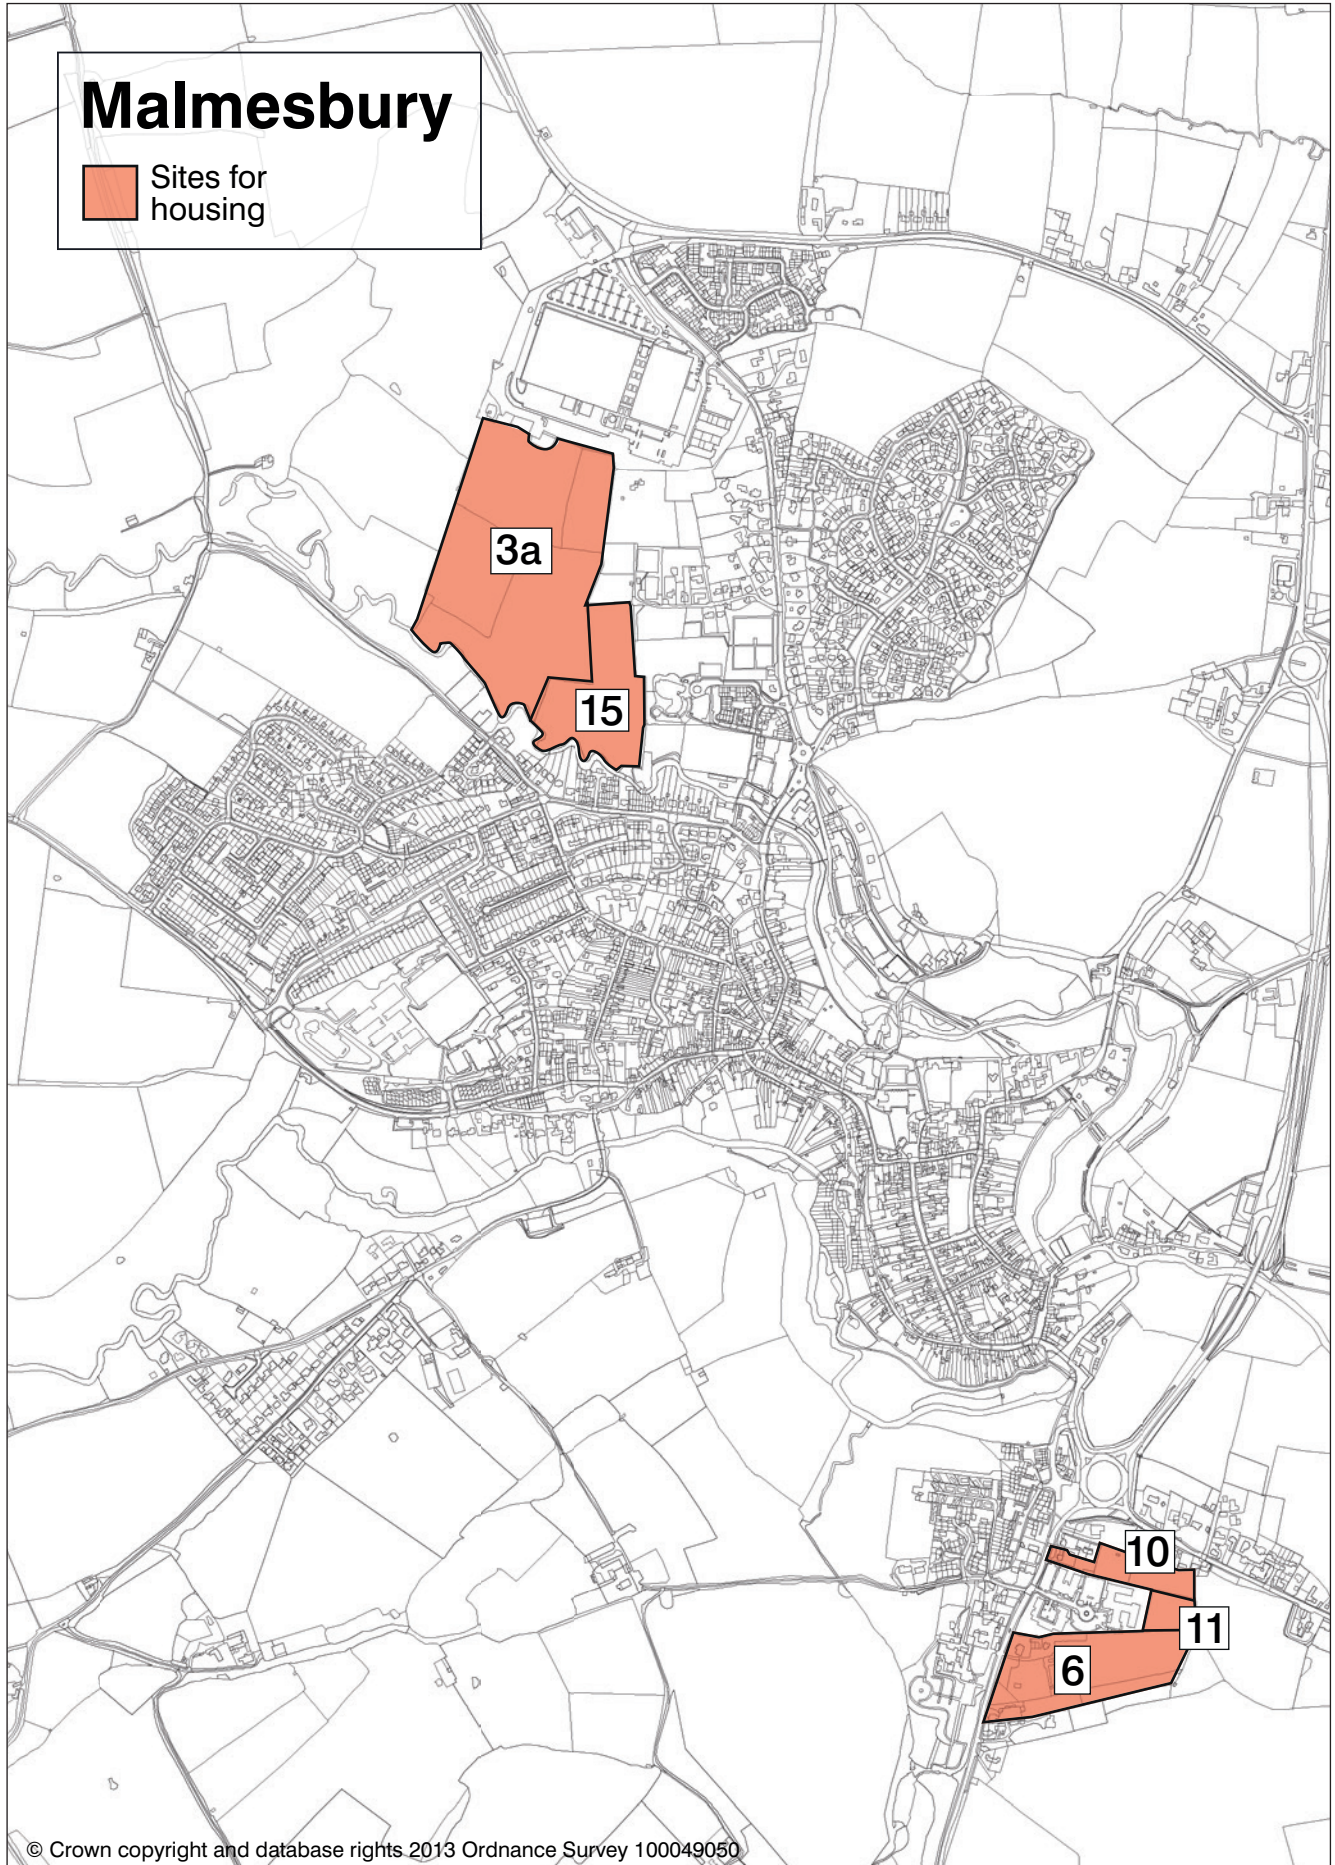 Malmesbury
Sites for
housing
3a
15
10
11
6
© Crown copyright and database rights 2013 Ordnance Survey 100049050